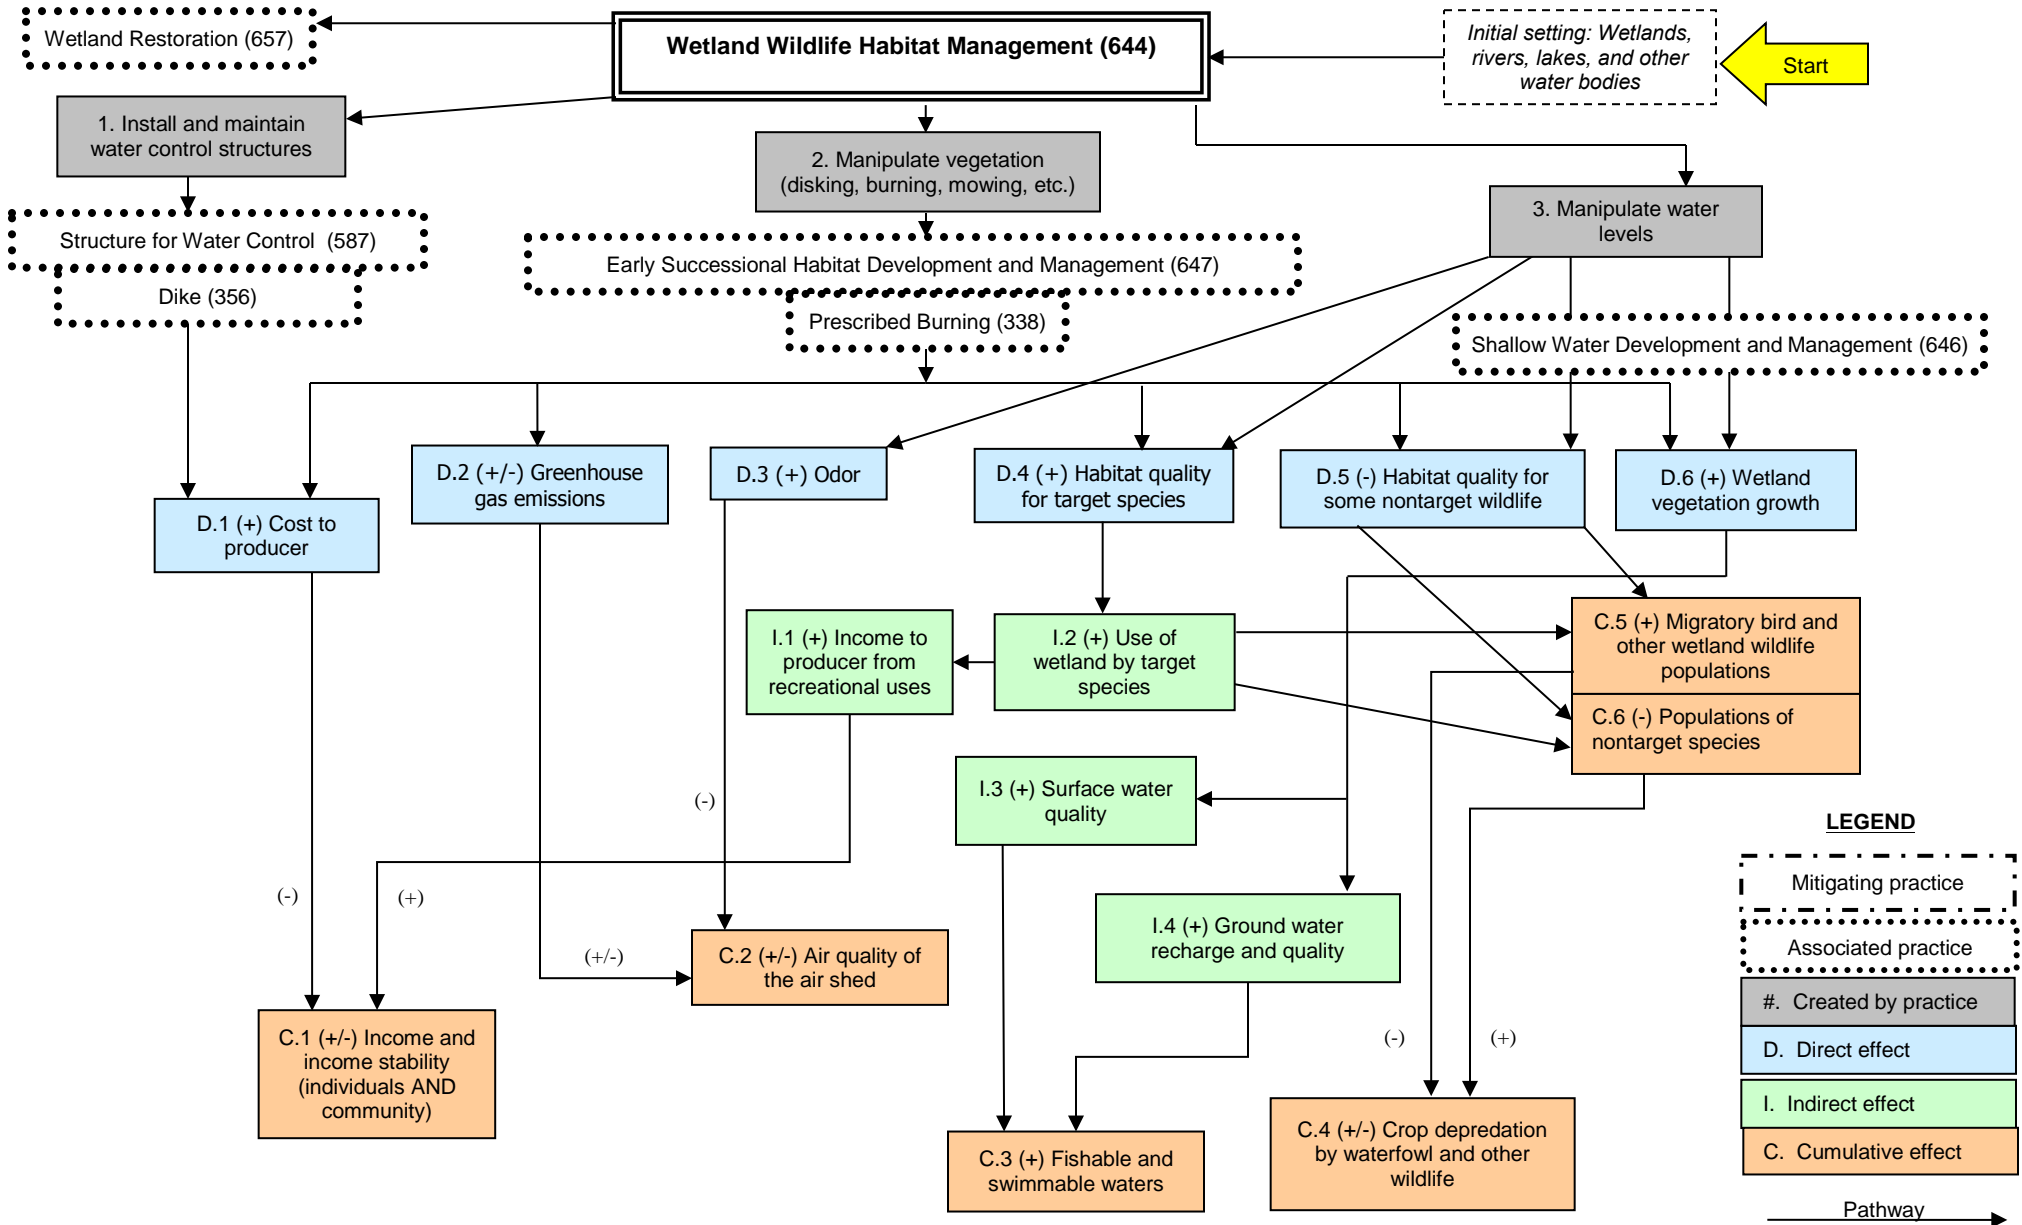 Wetland Restoration (657)
Wetland Wildlife Habitat Management (644)
Initial setting: Wetlands,
rivers, lakes, and other
water bodies
Start
1. Install and maintain
water control structures
2. Manipulate vegetation
(disking, burning, mowing, etc.)
3. Manipulate water
levels
Structure for Water Control (587)
Dike (356)
Early Successional Habitat Development and Management (647)
Prescribed Burning (338)
Shallow Water Development and Management (646)
D.1 (+) Cost to
producer
D.2 (+/-) Greenhouse
gas emissions
D.3 (+) Odor
D.4 (+) Habitat quality
for target species
D.5 (-) Habitat quality for
some nontarget wildlife
D.6 (+) Wetland
vegetation growth
I.1 (+) Income to
producer from
recreational uses
I.2 (+) Use of
wetland by target
species
C.5 (+) Migratory bird and
other wetland wildlife
populations
C.6 (-) Populations of
nontarget species
I.3 (+) Surface water
quality
(-)
I.4 (+) Ground water
recharge and quality
(-)
(+)
(+/-)
C.2 (+/-) Air quality of
the air shed
C.1 (+/-) Income and
income stability
(individuals AND
community)
(-)
(+)
C.3 (+) Fishable and
swimmable waters
C.4 (+/-) Crop depredation
by waterfowl and other
wildlife
LEGEND
Mitigating practice
Associated practice
#. Created by practice
D. Direct effect
I. Indirect effect
C. Cumulative effect
Pathway